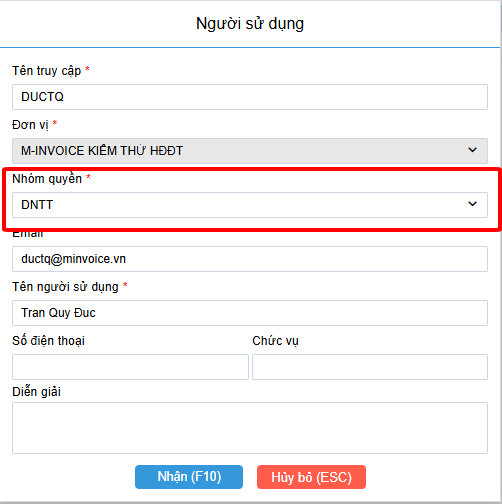 Người sử dụng
Tên truy cập *
DUCTQ
Đơn vị *
M-INVOICE KIỂM THỬ HĐĐT
Nhóm quyền *
DNTT
Email
ductq@minvoice.vn
Tên người sử dụng *
Tran Quy Đuc
Số điện thoại Chức vụ
Diễn giải
Nhận (F10) Hủy bỏ (ESC)